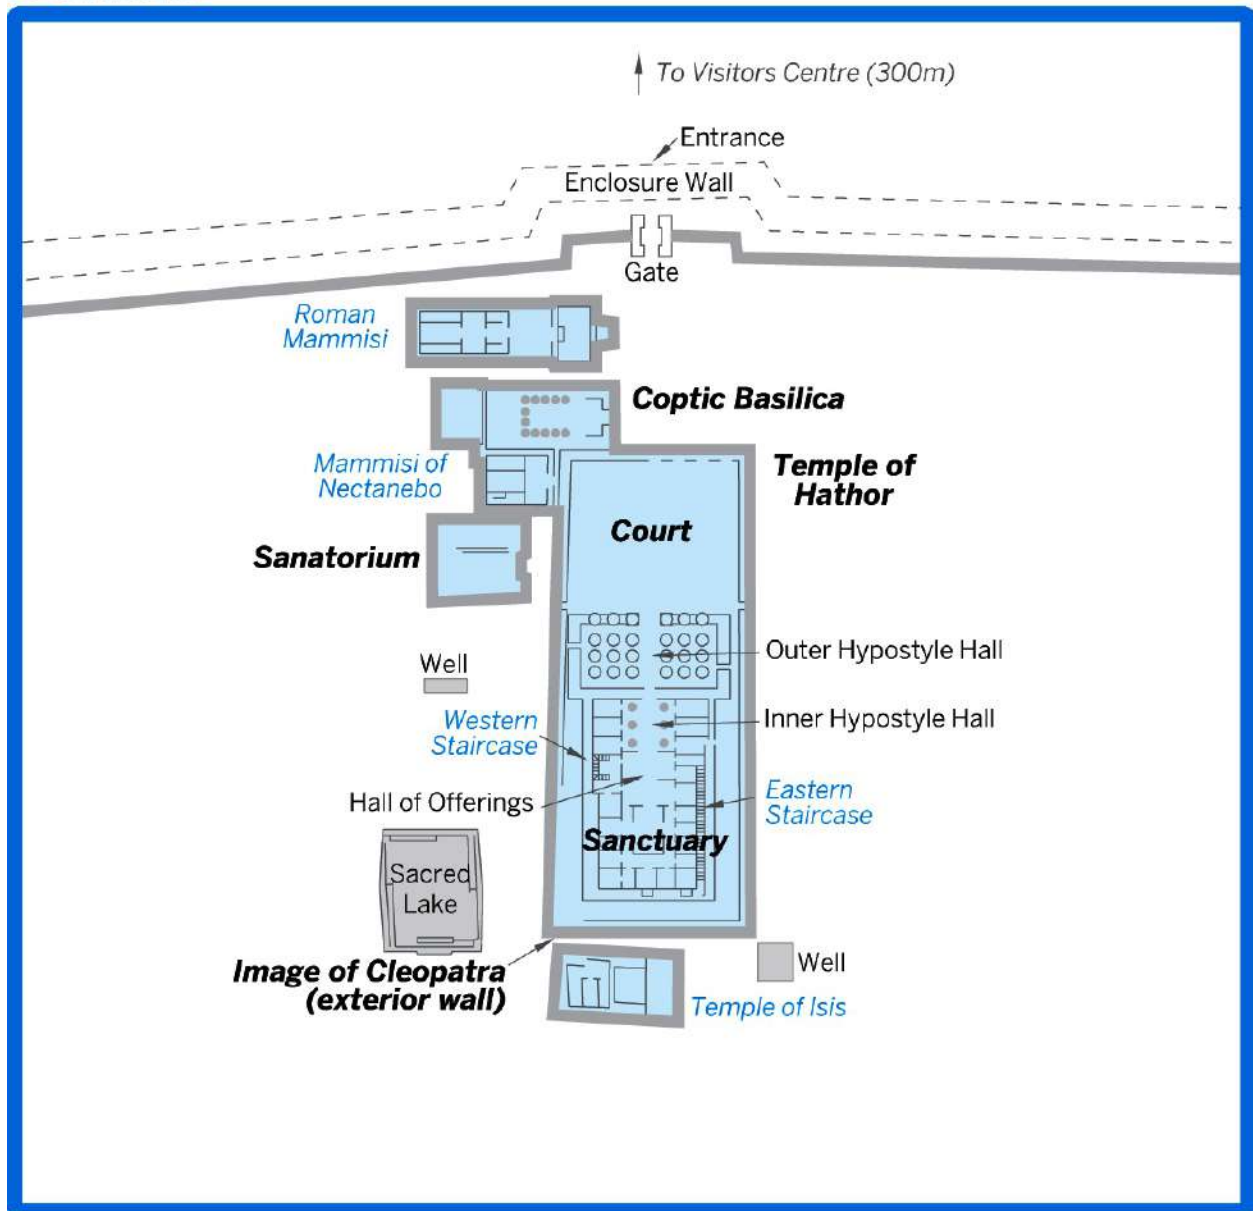 To Visitors Centre (300m)
Entrance
Enclosure Wall
Gate
Roman
Mammisi
Coptic Basilica
Mammisi of
Nectanebo
Temple of
Hathor
Court
Sanatorium
Outer Hypostyle Hall
Well
Western
Staircase
Inner Hypostyle Hall
Hall of Offerings
Eastern
Staircase
Sanctuary
Sacred
Lake
Image of Cleopatra
(exterior wall)
Well
Temple of Isis